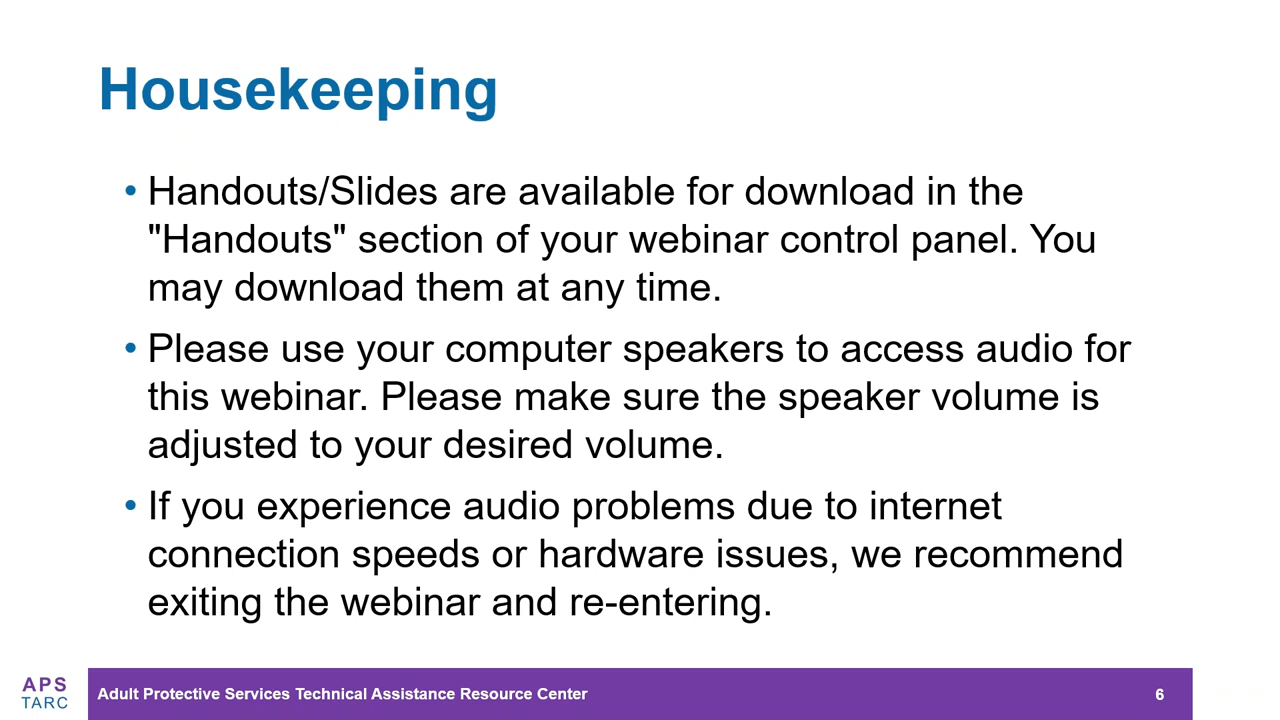 Housekeeping
• Handouts/Slides are available for download in the
"Handouts" section of your webinar control panel. You
may download them at any time.
• Please use your computer speakers to access audio for
this webinar. Please make sure the speaker volume is
adjusted to your desired volume.
• If you experience audio problems due to internet
connection speeds or hardware issues, we recommend
exiting the webinar and re-entering.
APS
TARC
Adult Protective Services Technical Assistance Resource Center
6